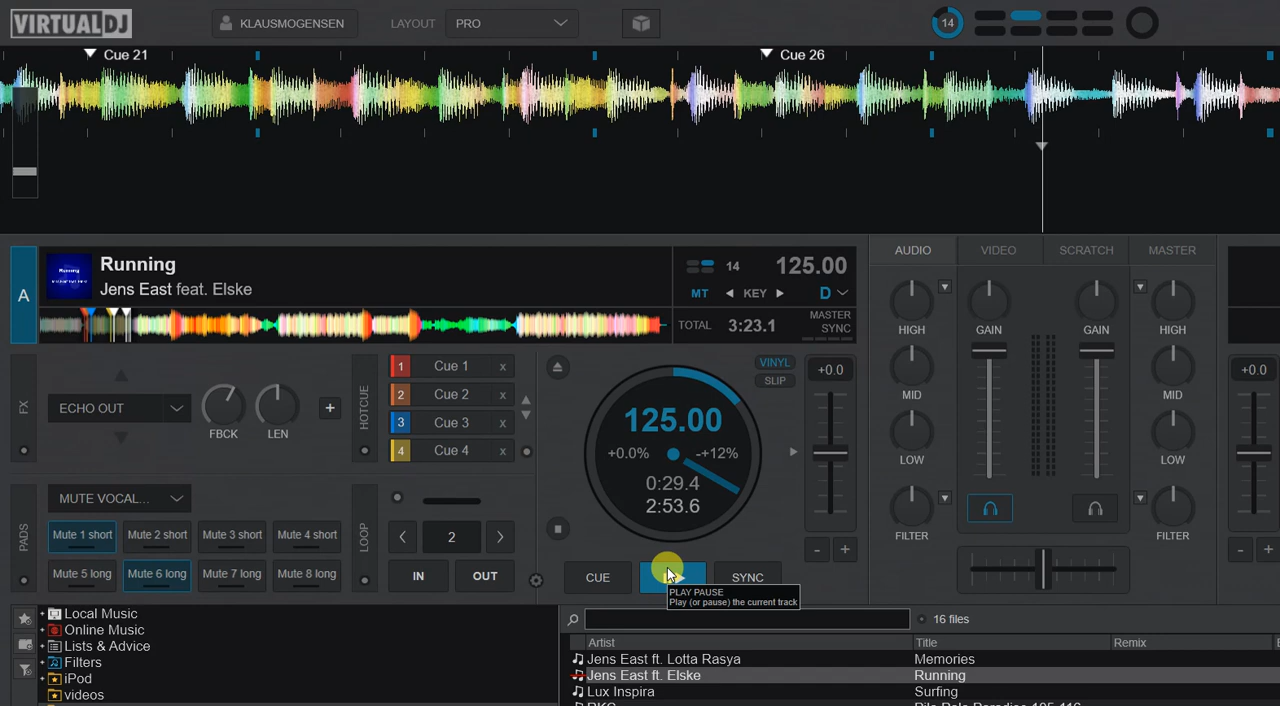 VIRTUALDJ
KLAUSMOGENSEN
LAYOUT
PRO
14
Cue 21
Cue 26
A
Running
Jens East feat. Elske
14
125.00
MT
KEY
D
TOTAL
3:23.1
MASTER
SYNC
AUDIO
VIDEO
SCRATCH
MASTER
HIGH
GAIN
GAIN
HIGH
MID
MID
LOW
LOW
FILTER
FILTER
FX
ECHO OUT
FBCK
LEN
+
HOTCUE
1 Cue 1 x
2 Cue 2 x
3 Cue 3 x
4 Cue 4 x
VINYL
SLIP
+0.0
+0.0
125.00
+0.0%
-+12%
0:29.4
2:53.6
- +
- +
PADS
MUTE VOCAL...
Mute 1 short
Mute 2 short
Mute 3 short
Mute 4 short
Mute 5 long
Mute 6 long
Mute 7 long
Mute 8 long
LOOP
2
IN
OUT
CUE
SYNC
PLAY PAUSE
Play (or pause) the current track
Local Music
Online Music
Lists & Advice
Filters
iPod
videos
16 files
Artist Title Remix
Jens East ft. Lotta Rasya Memories
Jens East ft. Elske Running
Lux Inspira Surfing